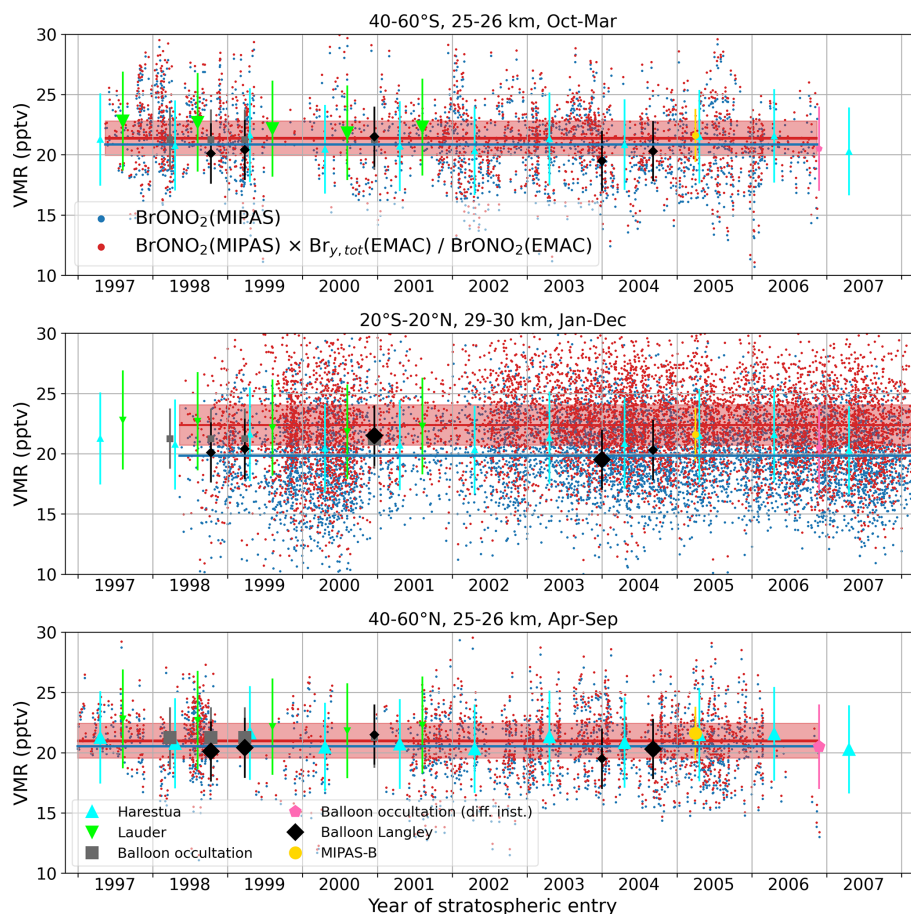 40-60°S, 25-26 km, Oct-Mar
VMR (pptv)
30
25
20
15
10
BrONO₂(MIPAS)
BrONO₂(MIPAS) × Br_{y, tot}(EMAC) / BrONO₂(EMAC)
1997 1998 1999 2000 2001 2002 2003 2004 2005 2006 2007
20°S-20°N, 29-30 km, Jan-Dec
VMR (pptv)
30
25
20
15
10
1997 1998 1999 2000 2001 2002 2003 2004 2005 2006 2007
40-60°N, 25-26 km, Apr-Sep
VMR (pptv)
30
25
20
15
10
Harestua
Lauder
Balloon occultation
Balloon occultation (diff. inst.)
Balloon Langley
MIPAS-B
1997 1998 1999 2000 2001 2002 2003 2004 2005 2006 2007
Year of stratospheric entry